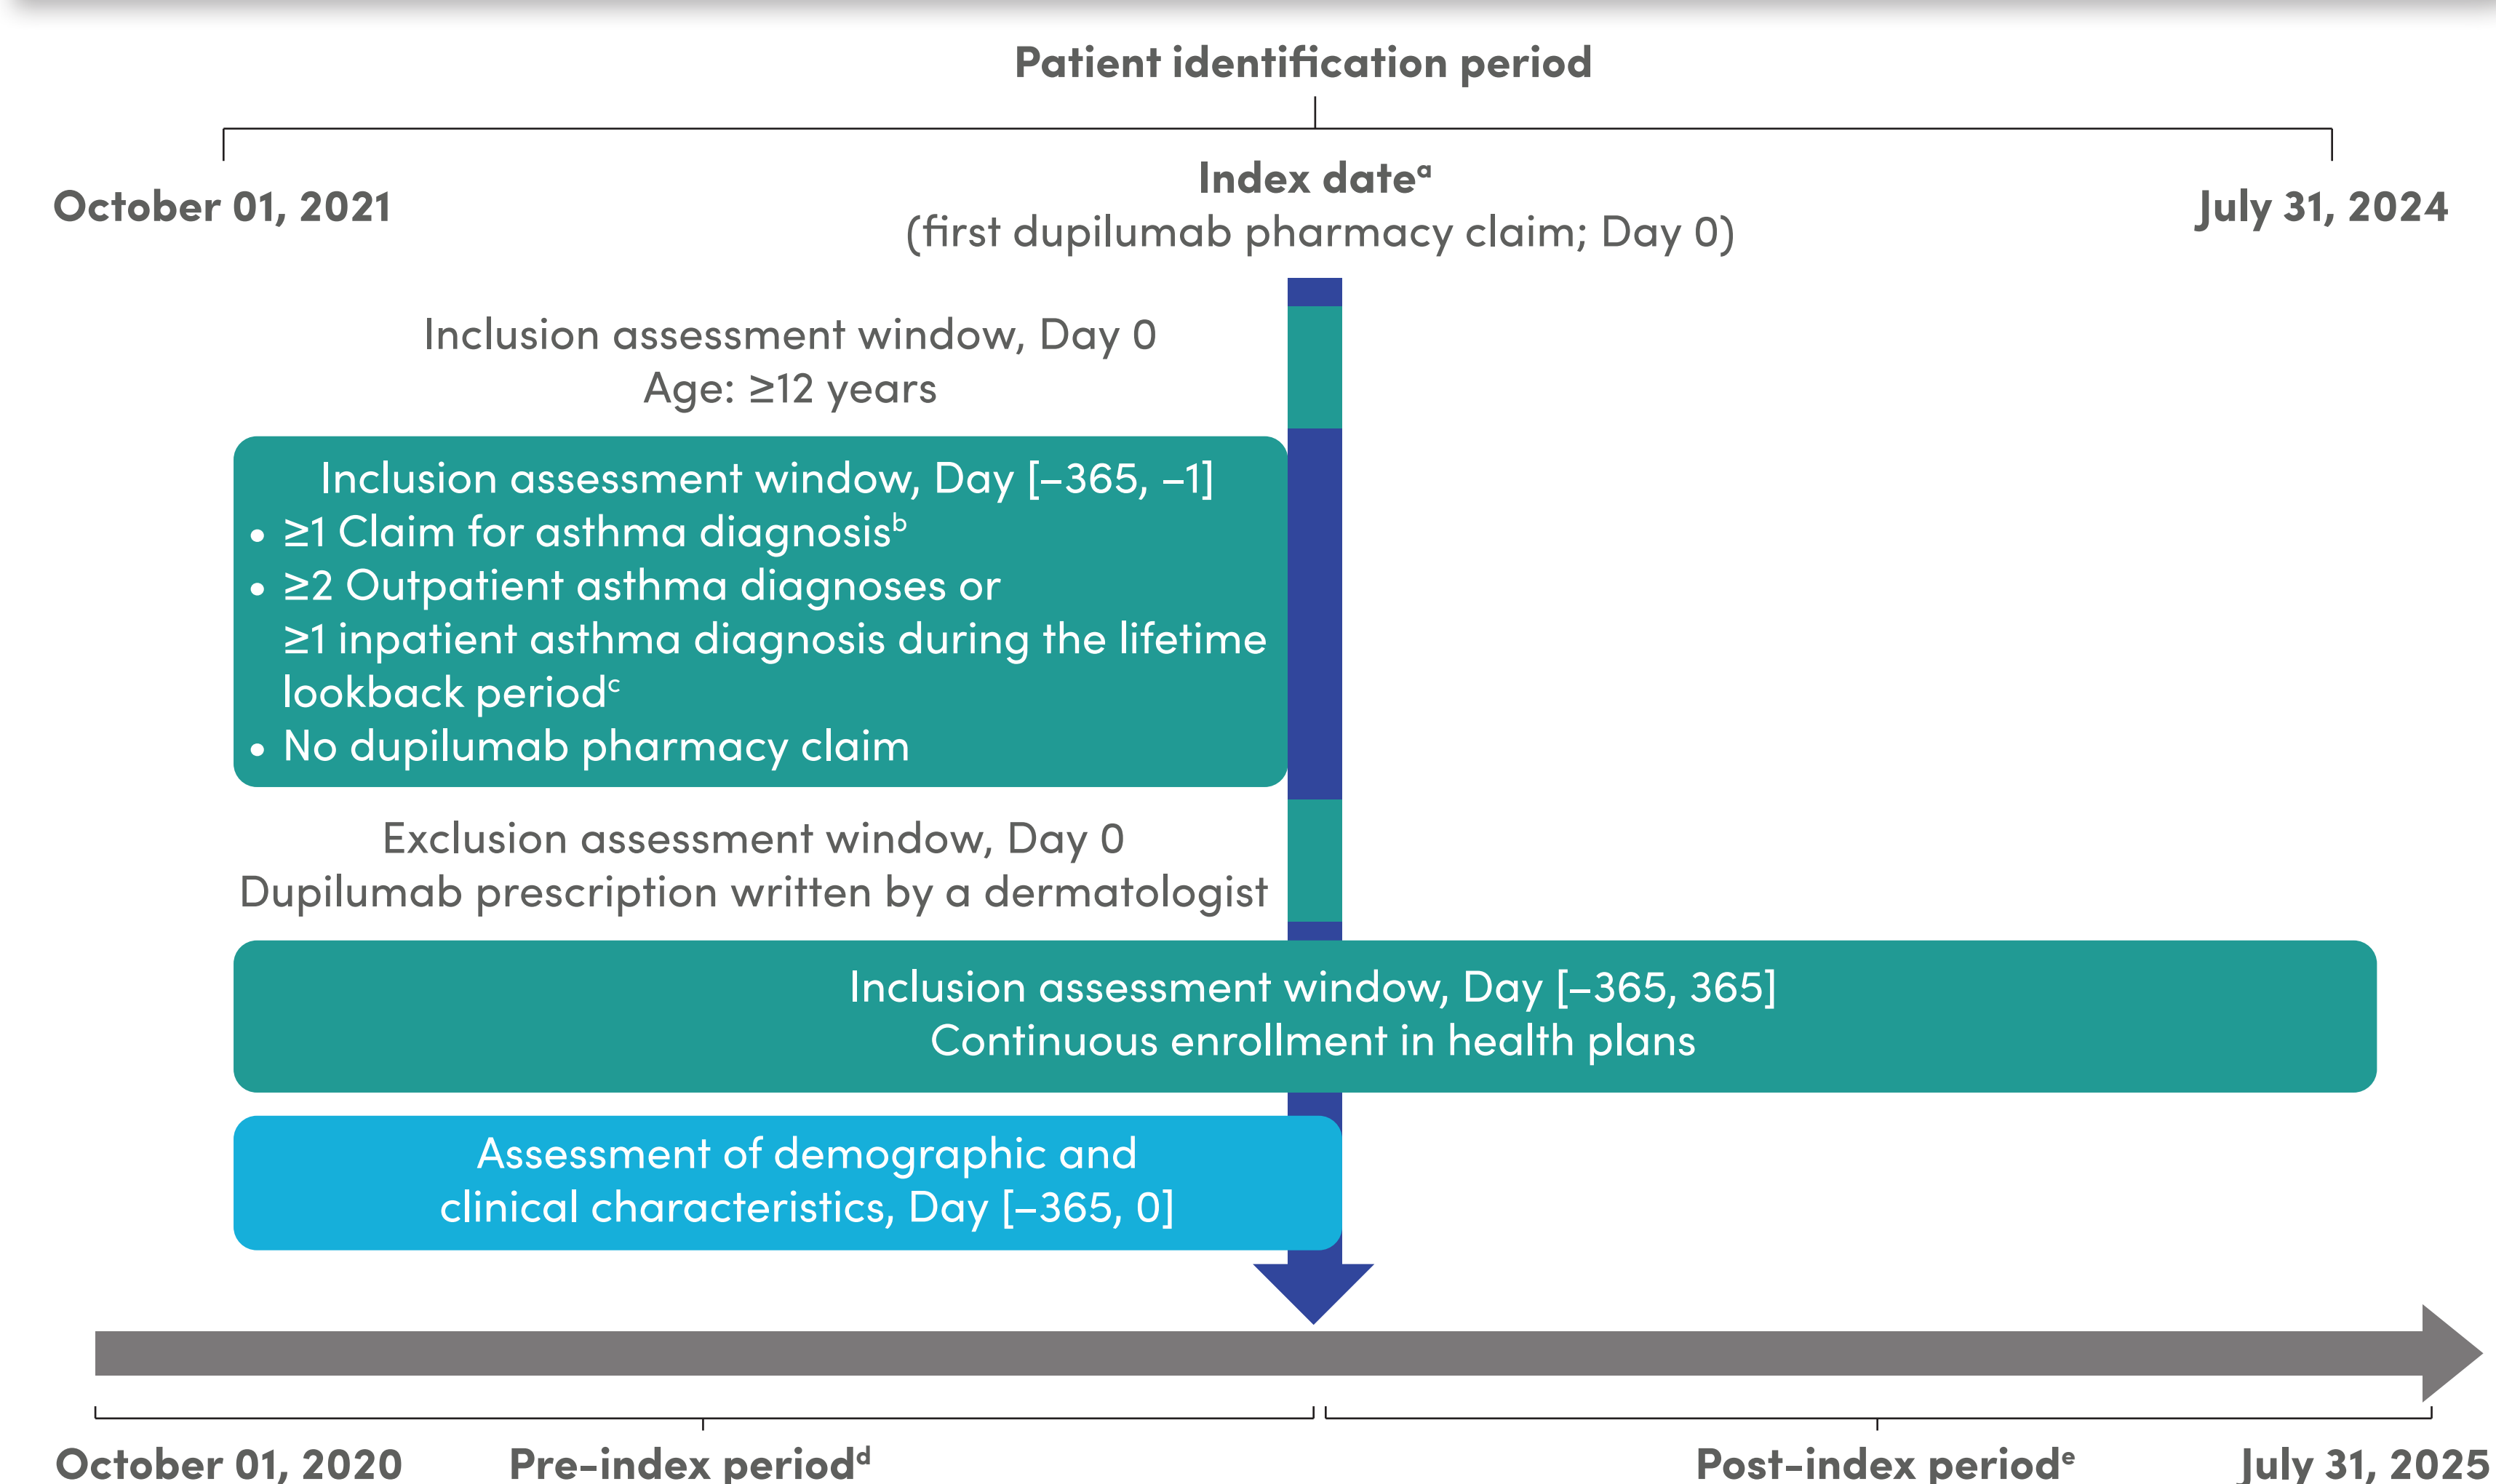 Patient identification period
October 01, 2021
Index dateᵃ
(first dupilumab pharmacy claim; Day 0)
July 31, 2024
Inclusion assessment window, Day 0
Age: ≥12 years
Inclusion assessment window, Day [–365, –1]
• ≥1 Claim for asthma diagnosisᵇ
• ≥2 Outpatient asthma diagnoses or
≥1 inpatient asthma diagnosis during the lifetime
lookback periodᶜ
• No dupilumab pharmacy claim
Exclusion assessment window, Day 0
Dupilumab prescription written by a dermatologist
Inclusion assessment window, Day [–365, 365]
Continuous enrollment in health plans
Assessment of demographic and
clinical characteristics, Day [–365, 0]
October 01, 2020
Pre-index periodᵈ
Post-index periodᵉ
July 31, 2025